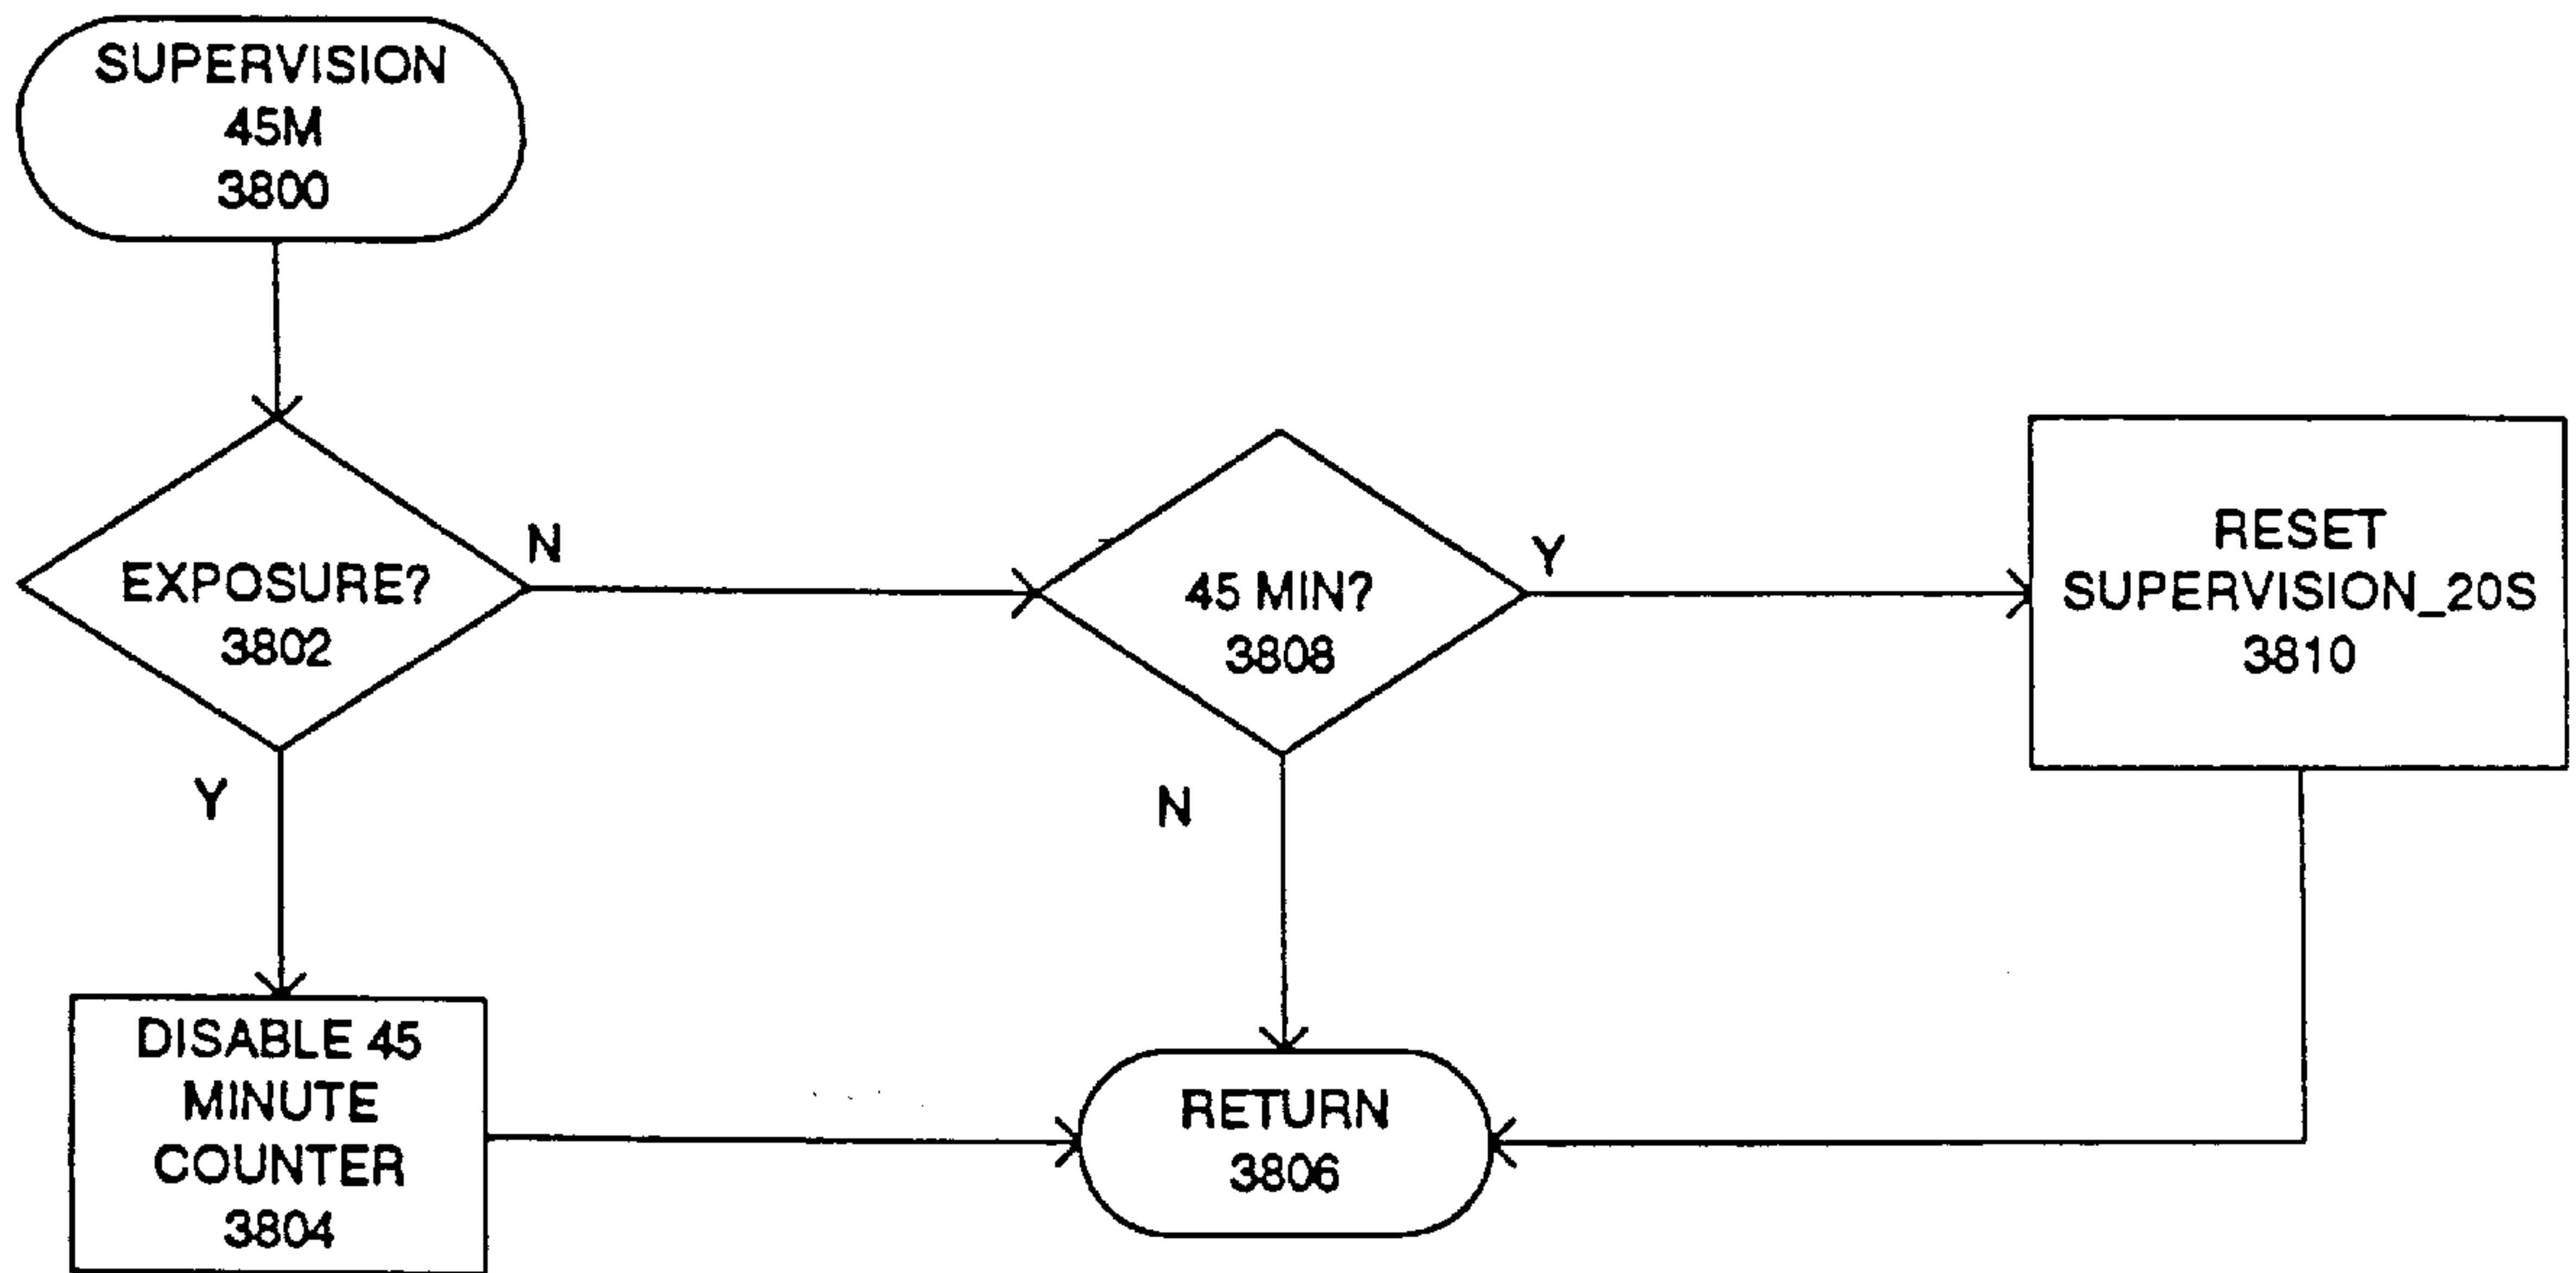 SUPERVISION
45M
3800
EXPOSURE?
3802
N
Y
45 MIN?
3808
Y
N
RESET
SUPERVISION_20S
3810
DISABLE 45
MINUTE
COUNTER
3804
RETURN
3806